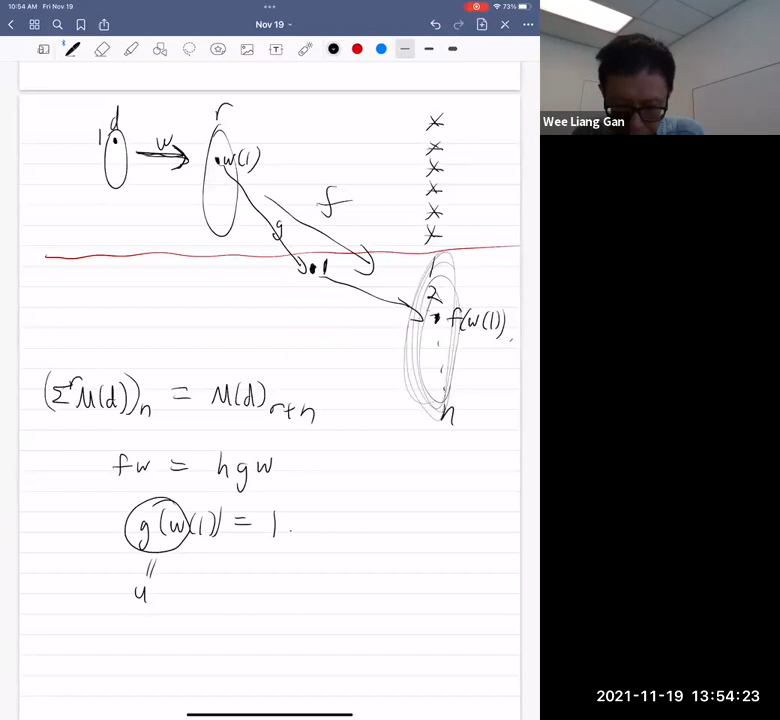 10:54 AM Fri Nov 19
73%
Nov 19
Wee Liang Gan
d
r
1
w
w(1)
f
g
1
1
2
f(w(1)),
n
(Σ^r M(d))_n = M(d)_{r+n}
fw = hgw
g(w(1)) = 1.
||
u
2021-11-19 13:54:23